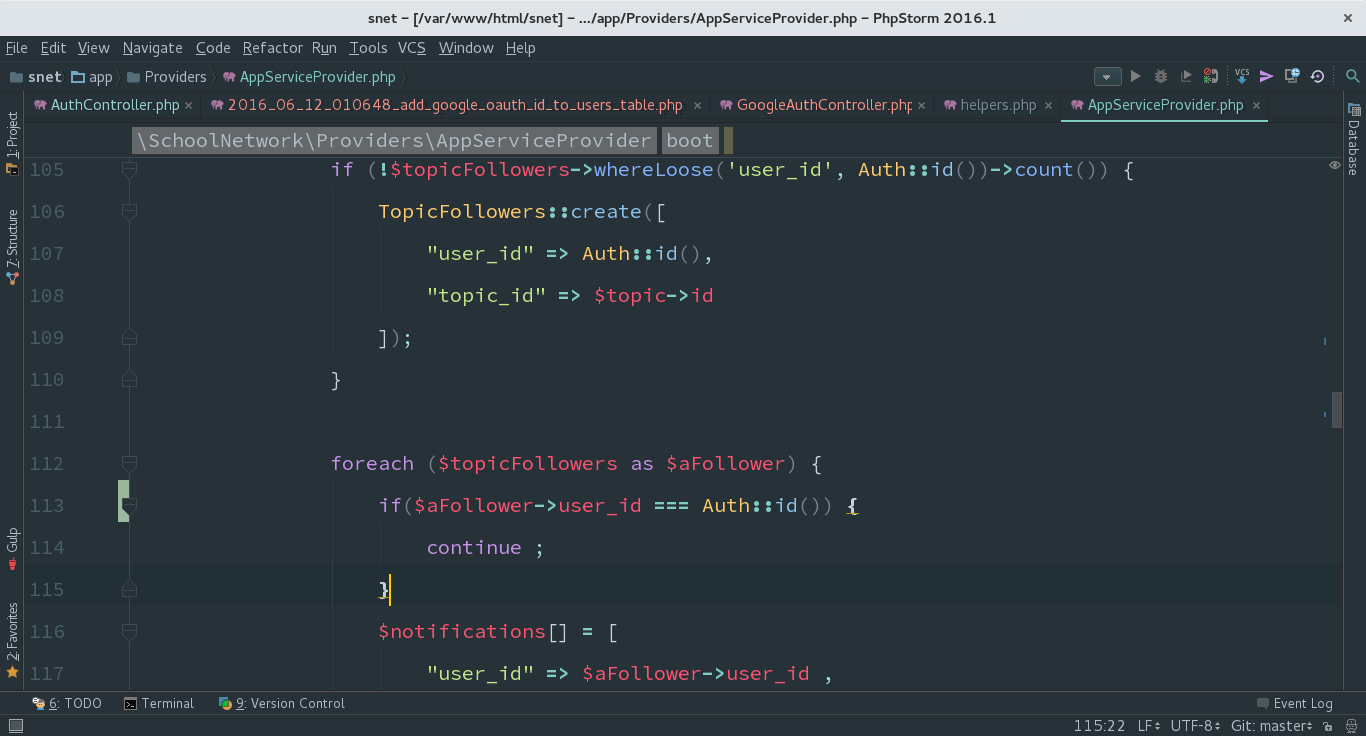 snet – [/var/www/html/snet] – .../app/Providers/AppServiceProvider.php – PhpStorm 2016.1
File Edit View Navigate Code Refactor Run Tools VCS Window Help
snet app Providers AppServiceProvider.php
VCS
AuthController.php 2016_06_12_010648_add_google_oauth_id_to_users_table.php GoogleAuthController.php helpers.php AppServiceProvider.php
1: Project
7: Structure
Gulp
2: Favorites
Database
\SchoolNetwork\Providers\AppServiceProvider boot
105 if (!$topicFollowers->whereLoose('user_id', Auth::id())->count()) {
106 TopicFollowers::create([
107 "user_id" => Auth::id(),
108 "topic_id" => $topic->id
109 ]);
110 }
111
112 foreach ($topicFollowers as $aFollower) {
113 if($aFollower->user_id === Auth::id()) {
114 continue ;
115 }
116 $notifications[] = [
117 "user_id" => $aFollower->user_id ,
6: TODO Terminal 9: Version Control Event Log
115:22 LF UTF-8 Git: master